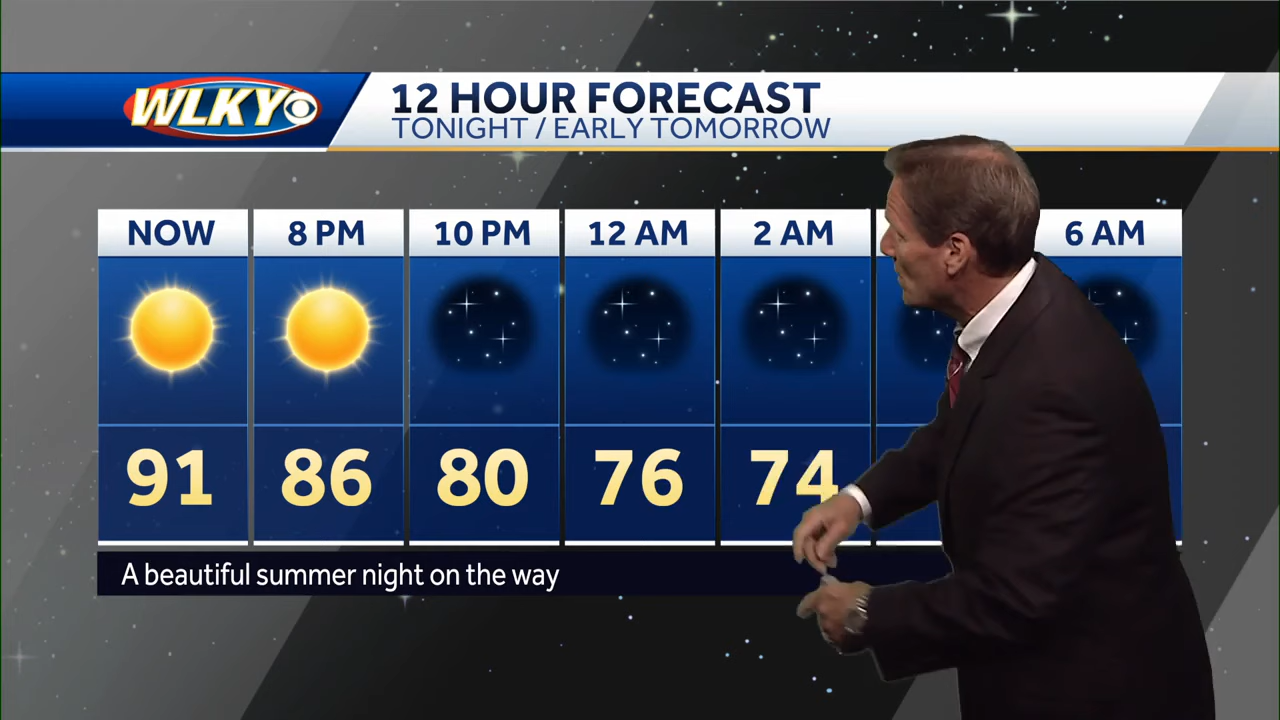 WLKY
12 HOUR FORECAST
TONIGHT / EARLY TOMORROW
NOW 8 PM 10 PM 12 AM 2 AM 6 AM
91 86 80 76 74
A beautiful summer night on the way